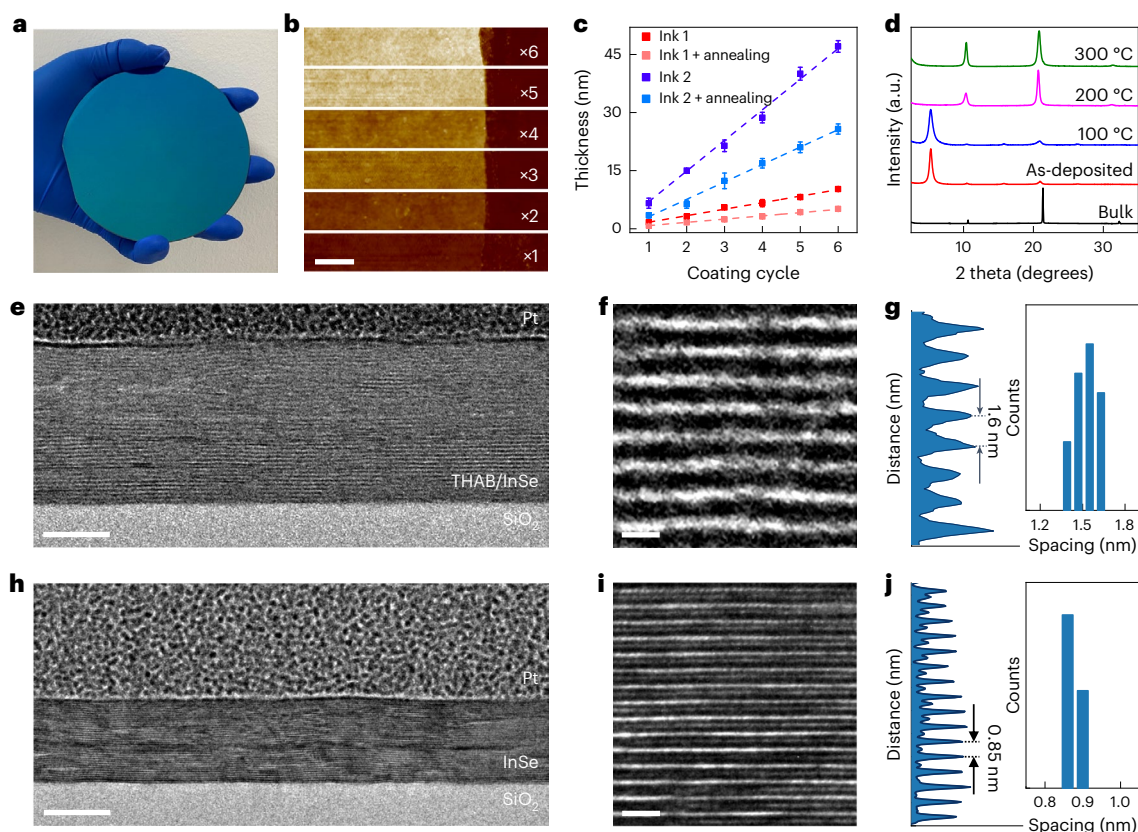 a
b
×6
×5
×4
×3
×2
×1
c
Thickness (nm)
45
30
15
0
Ink 1
Ink 1 + annealing
Ink 2
Ink 2 + annealing
1 2 3 4 5 6
Coating cycle
d
Intensity (a.u.)
300 °C
200 °C
100 °C
As-deposited
Bulk
10 20 30
2 theta (degrees)
e
Pt
THAB/InSe
SiO₂
f
g
Distance (nm)
1.6 nm
Counts
1.2 1.5 1.8
Spacing (nm)
h
Pt
InSe
SiO₂
i
j
Distance (nm)
0.85 nm
Counts
0.8 0.9 1.0
Spacing (nm)